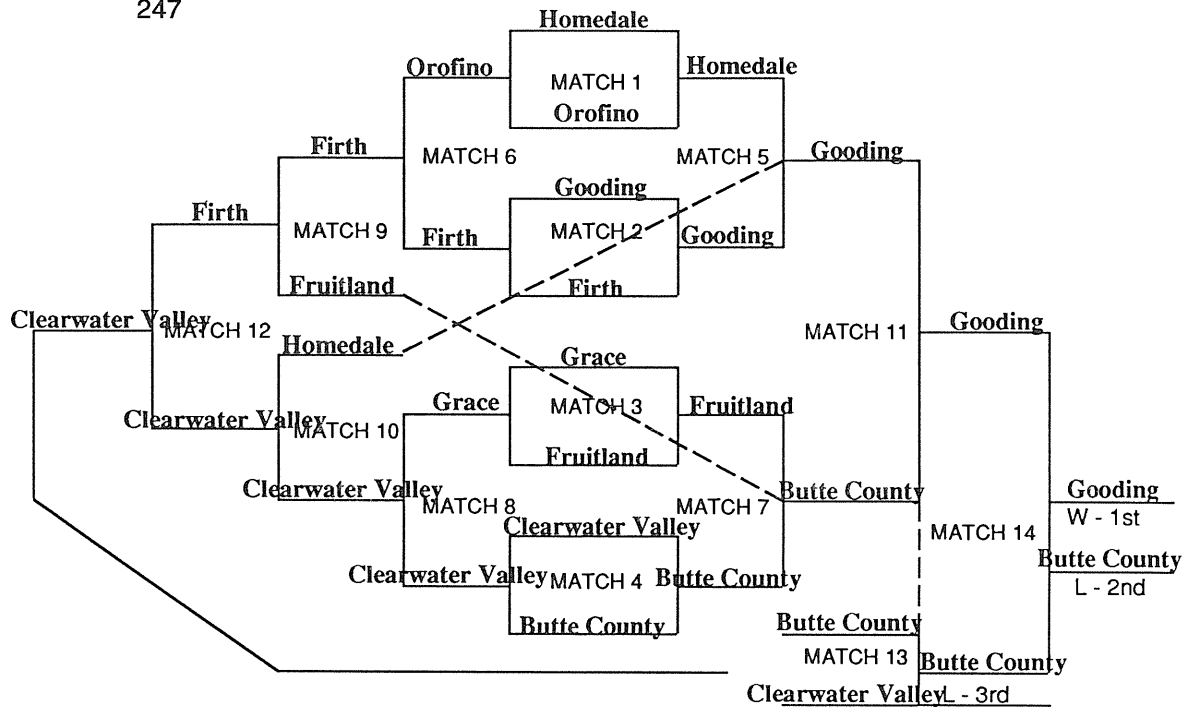 247
Homedale
Orofino
MATCH 1
Homedale
Orofino
Firth
MATCH 6
MATCH 5
Gooding
Gooding
Firth
MATCH 9
Firth
MATCH 2
Gooding
Fruitland
Firth
Clearwater Valley
MATCH 12
MATCH 11
Gooding
Homedale
Grace
Grace
MATCH 3
Fruitland
Clearwater Valley
MATCH 10
Fruitland
Clearwater Valley
MATCH 8
MATCH 7
Butte County
Gooding
W - 1st
Clearwater Valley
MATCH 14
Clearwater Valley
MATCH 4
Butte County
Butte County
L - 2nd
Butte County
Butte County
MATCH 13
Butte County
Clearwater Valley
L - 3rd